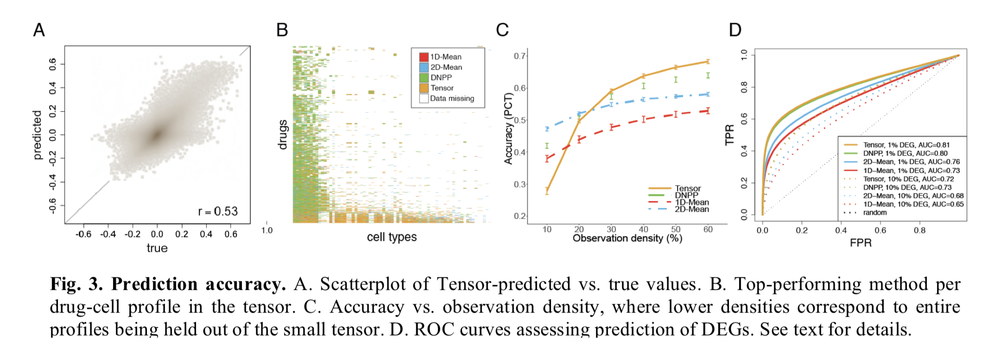 A
predicted
0.6
0.4
0.2
0.0
-0.2
-0.4
-0.6
r = 0.53
-0.6 -0.4 -0.2 0.0 0.2 0.4 0.6
true
1.0
B
drugs
1D-Mean
2D-Mean
DNPP
Tensor
Data missing
cell types
C
Accuracy (PCT)
0.7
0.6
0.5
0.4
0.3
0.2
Tensor
DNPP
1D-Mean
2D-Mean
10 20 30 40 50 60
Observation density (%)
D
TPR
1.0
0.8
0.6
0.4
0.2
0.0
Tensor, 1% DEG, AUC=0.81
DNPP, 1% DEG, AUC=0.80
2D–Mean, 1% DEG, AUC=0.76
1D–Mean, 1% DEG, AUC=0.73
Tensor, 10% DEG, AUC=0.72
DNPP, 10% DEG, AUC=0.73
2D–Mean, 10% DEG, AUC=0.68
1D–Mean, 10% DEG, AUC=0.65
random
0.0 0.2 0.4 0.6 0.8
FPR
Fig. 3. Prediction accuracy. A. Scatterplot of Tensor-predicted vs. true values. B. Top-performing method per
drug-cell profile in the tensor. C. Accuracy vs. observation density, where lower densities correspond to entire
profiles being held out of the small tensor. D. ROC curves assessing prediction of DEGs. See text for details.